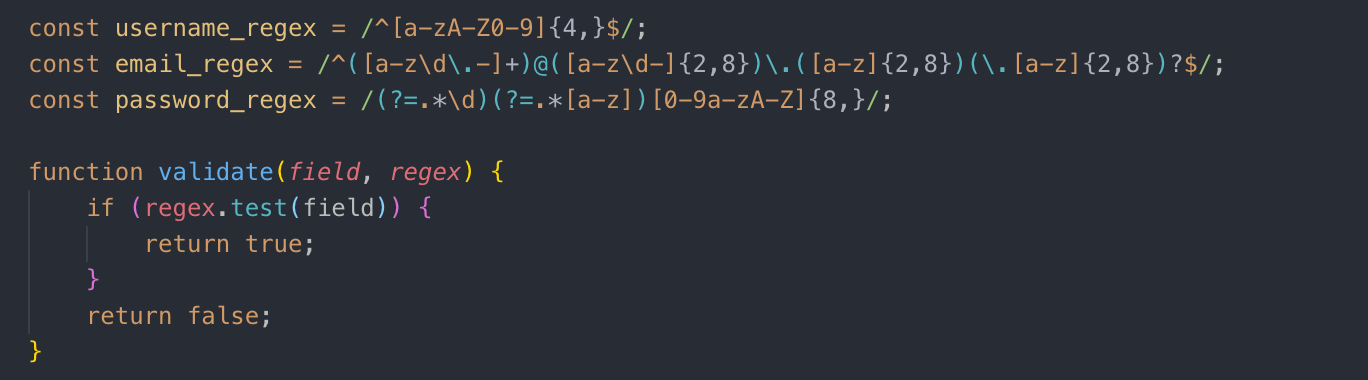 const username_regex = /^[a-zA-Z0-9]{4,}$/;
const email_regex = /^([a-z\d\.-]+)@([a-z\d-]{2,8})\.([a-z]{2,8})(\.[a-z]{2,8})?$/;
const password_regex = /(?=.*\d)(?=.*[a-z])[0-9a-zA-Z]{8,}/;
function validate(field, regex) {
    if (regex.test(field)) {
        return true;
    }
    return false;
}